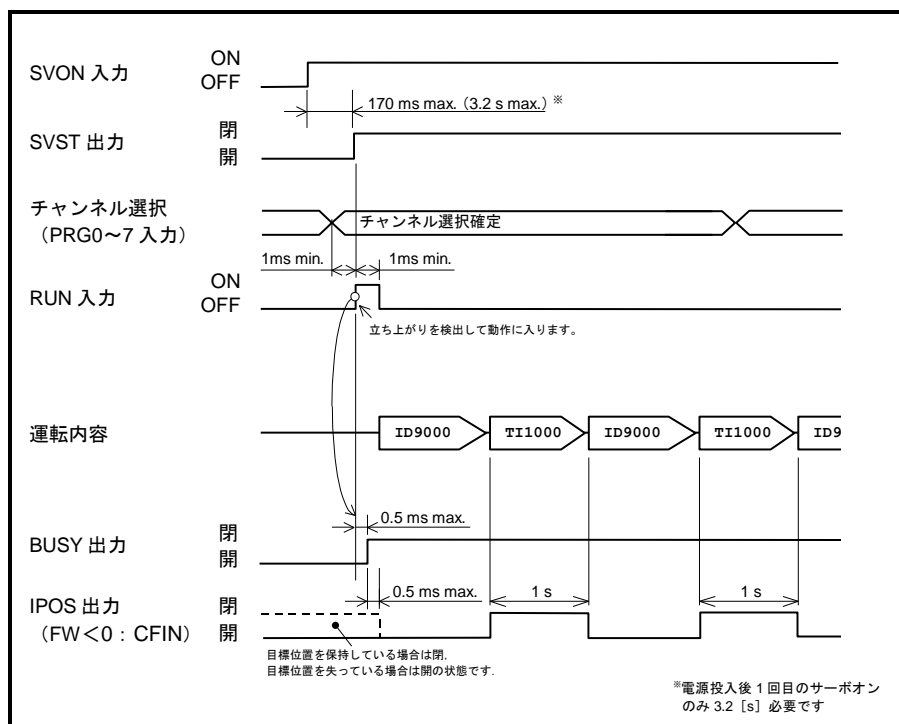 SVON 入力
ON
OFF
170 ms max. (3.2 s max.) ※
SVST 出力
閉
開
チャンネル選択
(PRG0～7 入力)
チャンネル選択確定
1ms min.
1ms min.
RUN 入力
ON
OFF
立ち上がりを検出して動作に入ります。
運転内容
ID9000
TI1000
ID9000
TI1000
ID9
0.5 ms max.
BUSY 出力
閉
開
0.5 ms max.
1 s
1 s
IPOS 出力
(FW＜0：CFIN)
閉
開
目標位置を保持している場合は閉,
目標位置を失っている場合は開の状態です.
※電源投入後 1 回目のサーボオン
のみ 3.2［s］必要です